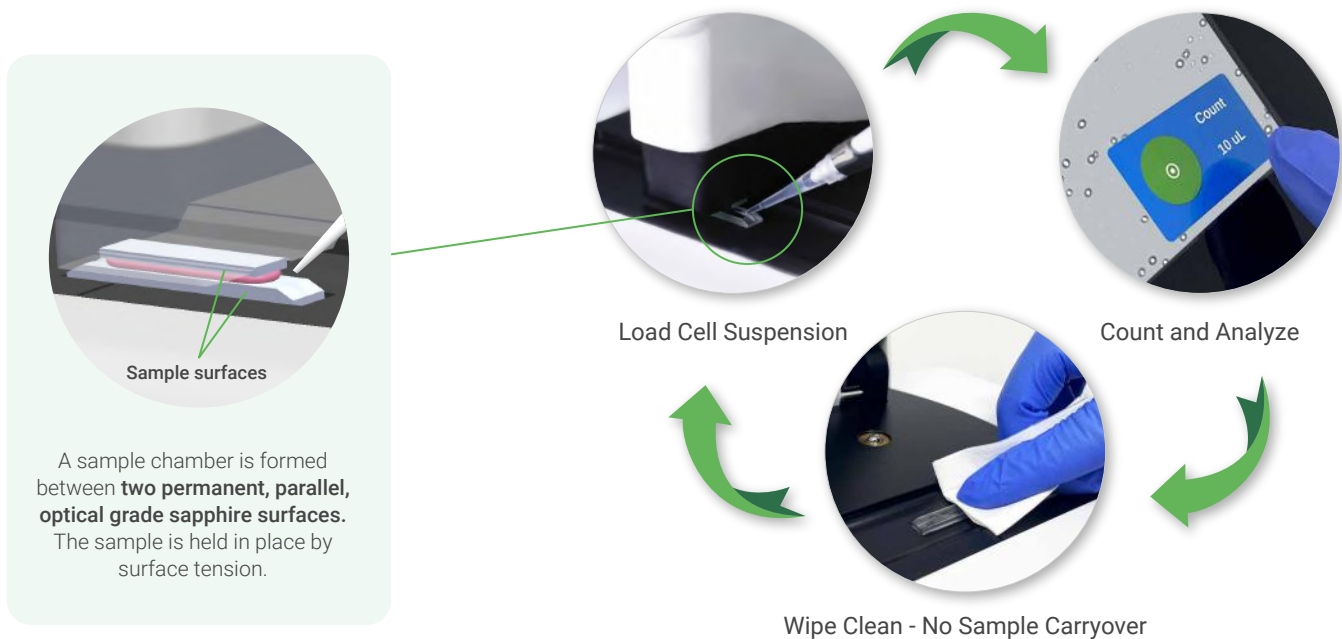 Sample surfaces
A sample chamber is formed
between two permanent, parallel,
optical grade sapphire surfaces.
The sample is held in place by
surface tension.
Load Cell Suspension
Count
10 uL
Count and Analyze
Wipe Clean - No Sample Carryover